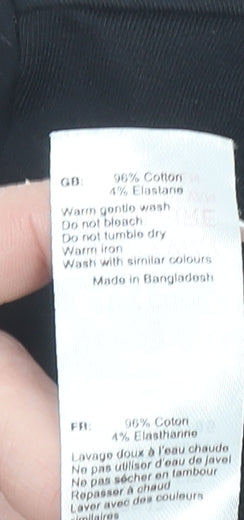 GB: 96% Cotton
4% Elastane
Warm gentle wash
Do not bleach
Do not tumble dry
Warm iron
Wash with similar colours
Made in Bangladesh
FR: 96% Coton
4% Elasthanne
Lavage doux à l'eau chaude
Ne pas utiliser d'eau de javel
Ne pas sécher en tambour
Repasser à chaud
Laver avec des couleurs
similaires